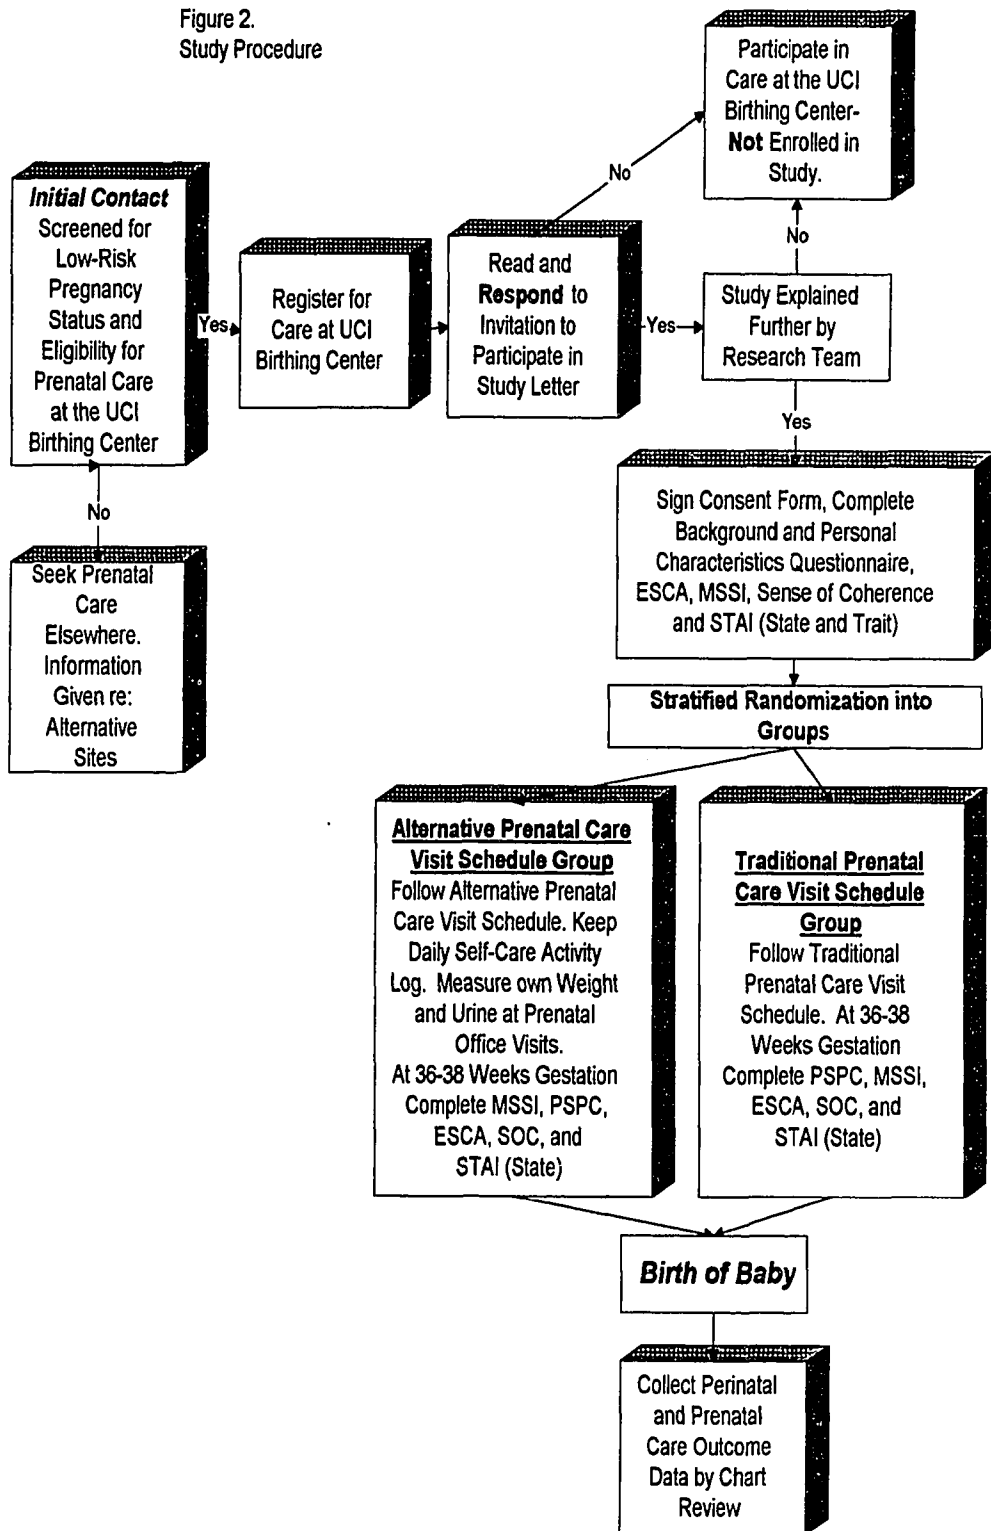 Figure 2.
Study Procedure
Participate in
Care at the UCI
Birthing Center-
Not Enrolled in
Study.
No
Initial Contact
Screened for
Low-Risk
Pregnancy
Status and
Eligibility for
Prenatal Care
at the UCI
Birthing Center
Yes
Register for
Care at UCI
Birthing Center
Read and
Respond to
Invitation to
Participate in
Study Letter
Yes
No
Study Explained
Further by
Research Team
Yes
No
Seek Prenatal
Care
Elsewhere.
Information
Given re:
Alternative
Sites
Sign Consent Form, Complete
Background and Personal
Characteristics Questionnaire,
ESCA, MSSI, Sense of Coherence
and STAI (State and Trait)
Stratified Randomization into
Groups
Alternative Prenatal Care
Visit Schedule Group
Follow Alternative Prenatal
Care Visit Schedule. Keep
Daily Self-Care Activity
Log. Measure own Weight
and Urine at Prenatal
Office Visits.
At 36-38 Weeks Gestation
Complete MSSI, PSPC,
ESCA, SOC, and
STAI (State)
Traditional Prenatal
Care Visit Schedule
Group
Follow Traditional
Prenatal Care Visit
Schedule. At 36-38
Weeks Gestation
Complete PSPC, MSSI,
ESCA, SOC, and
STAI (State)
Birth of Baby
Collect Perinatal
and Prenatal
Care Outcome
Data by Chart
Review